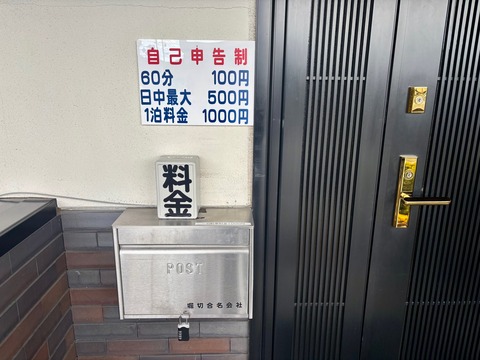 自己申告制
60分 100円
日中最大 500円
1泊料金 1000円
料金
POST
堀切合名会社